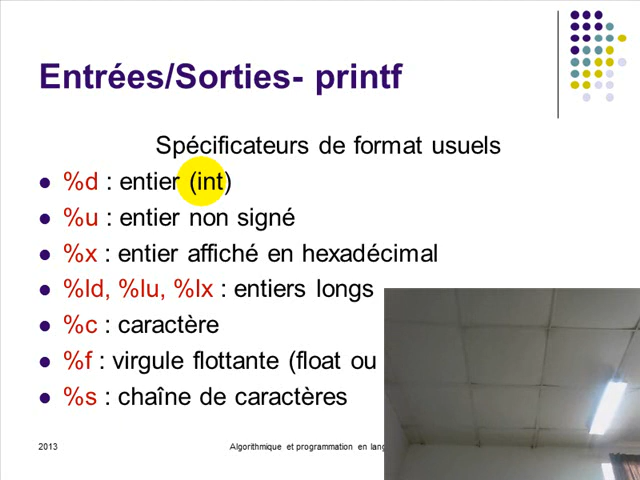 Entrées/Sorties- printf
Spécificateurs de format usuels
%d : entier (int)
%u : entier non signé
%x : entier affiché en hexadécimal
%ld, %lu, %lx : entiers longs
%c : caractère
%f : virgule flottante (float ou
%s : chaîne de caractères
2013
Algorithmique et programmation en lang